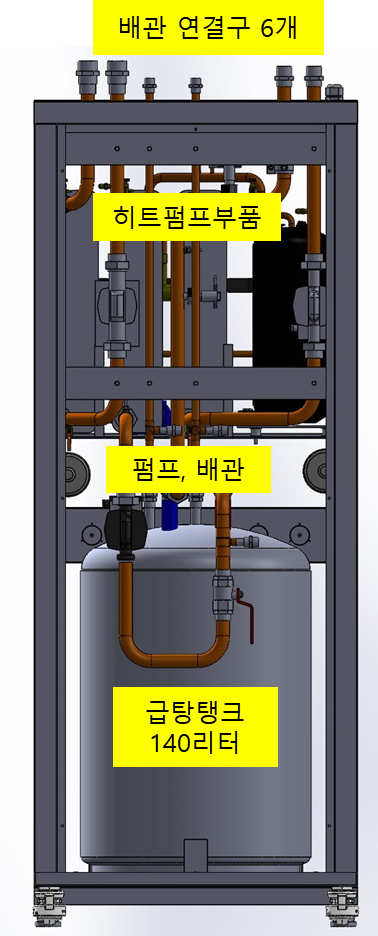 배관 연결구 6개
히트펌프부품
펌프, 배관
급탕탱크
140리터